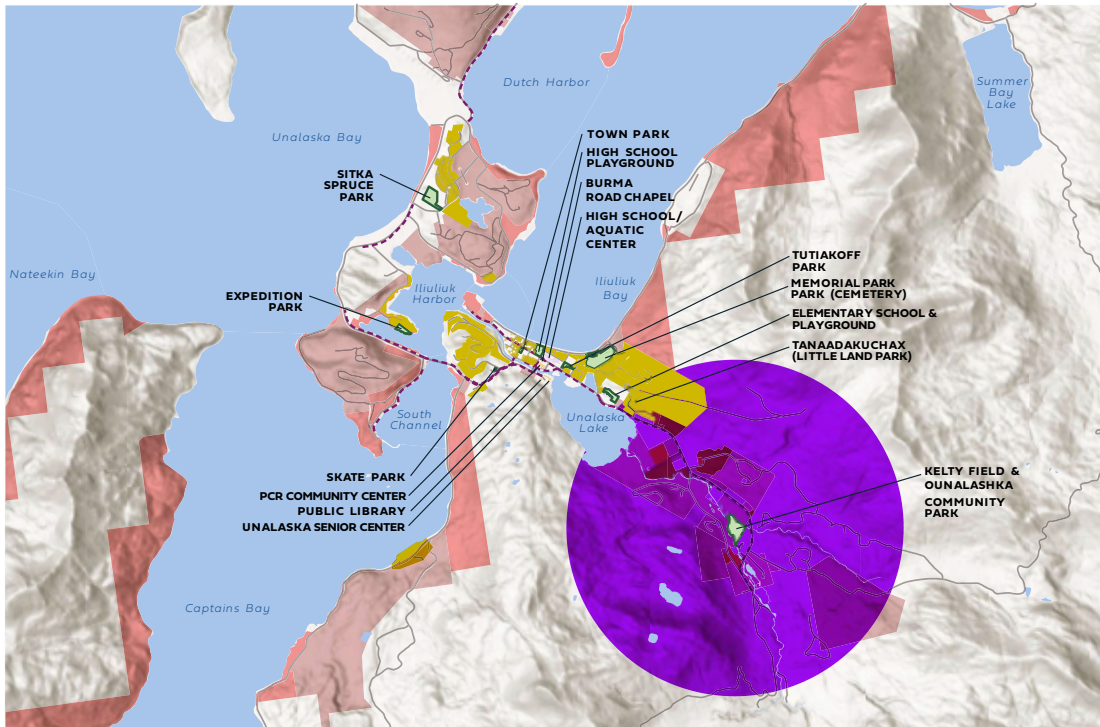 Dutch Harbor
Summer
Bay
Lake
Unalaska Bay
TOWN PARK
HIGH SCHOOL
PLAYGROUND
BURMA
ROAD CHAPEL
HIGH SCHOOL/
AQUATIC
CENTER
SITKA
SPRUCE
PARK
TUTIAKOFF
PARK
MEMORIAL PARK
PARK (CEMETERY)
ELEMENTARY SCHOOL &
PLAYGROUND
TANAADAKUCHAX
(LITTLE LAND PARK)
Nateekin Bay
Iliuliuk
Harbor
Iliuliuk
Bay
EXPEDITION
PARK
South
Channel
Unalaska
Lake
SKATE PARK
PCR COMMUNITY CENTER
PUBLIC LIBRARY
UNALASKA SENIOR CENTER
KELTY FIELD &
OUNALASHKA
COMMUNITY
PARK
Captains Bay